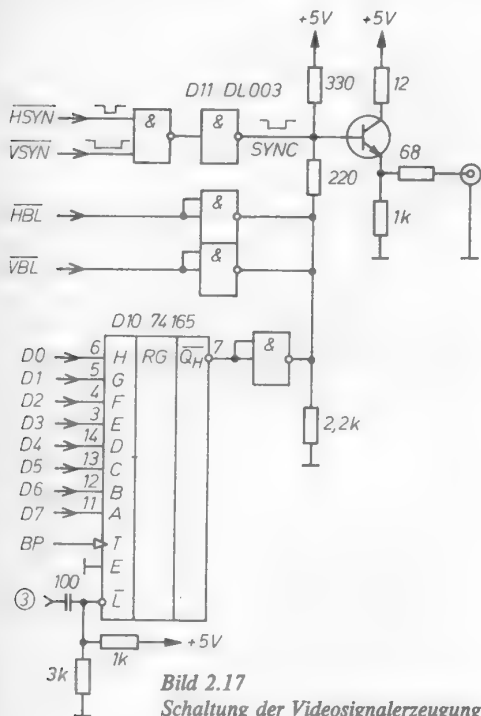 +5V +5V
D11 DL003 330 12
HSYN & &
VSYN SYNC 68
220
HBL & 1k
VBL &
D10 74165
D0 6 H RG QH 7 &
D1 5 G
D2 4 F
D3 3 E
D4 14 D 2,2k
D5 13 C
D6 12 B
D7 11 A
BP T
E
100
3 L
1k +5V
3k
Bild 2.17
Schaltung der Videosignalerzeugung